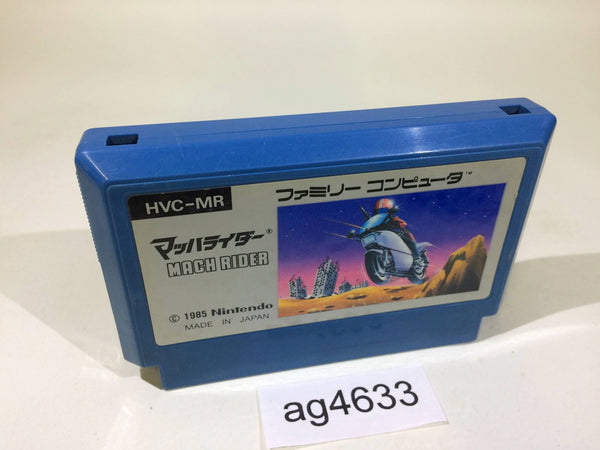 HVC-MR
ファミリー コンピュータ™
マッハライダー®
MACH RIDER
© 1985 Nintendo
MADE IN JAPAN
ag4633